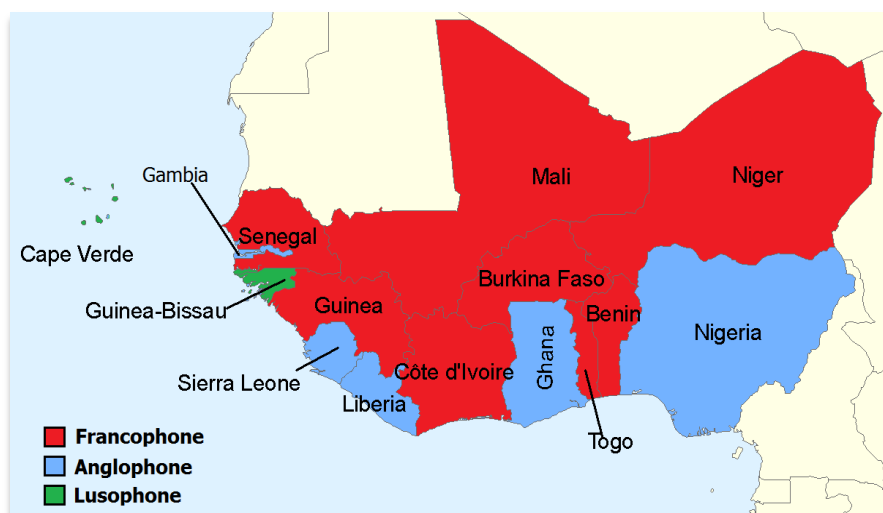 Mali
Niger
Gambia
Senegal
Cape Verde
Burkina Faso
Guinea-Bissau
Guinea
Benin
Nigeria
Ghana
Sierra Leone
Côte d'Ivoire
Liberia
Togo
Francophone
Anglophone
Lusophone